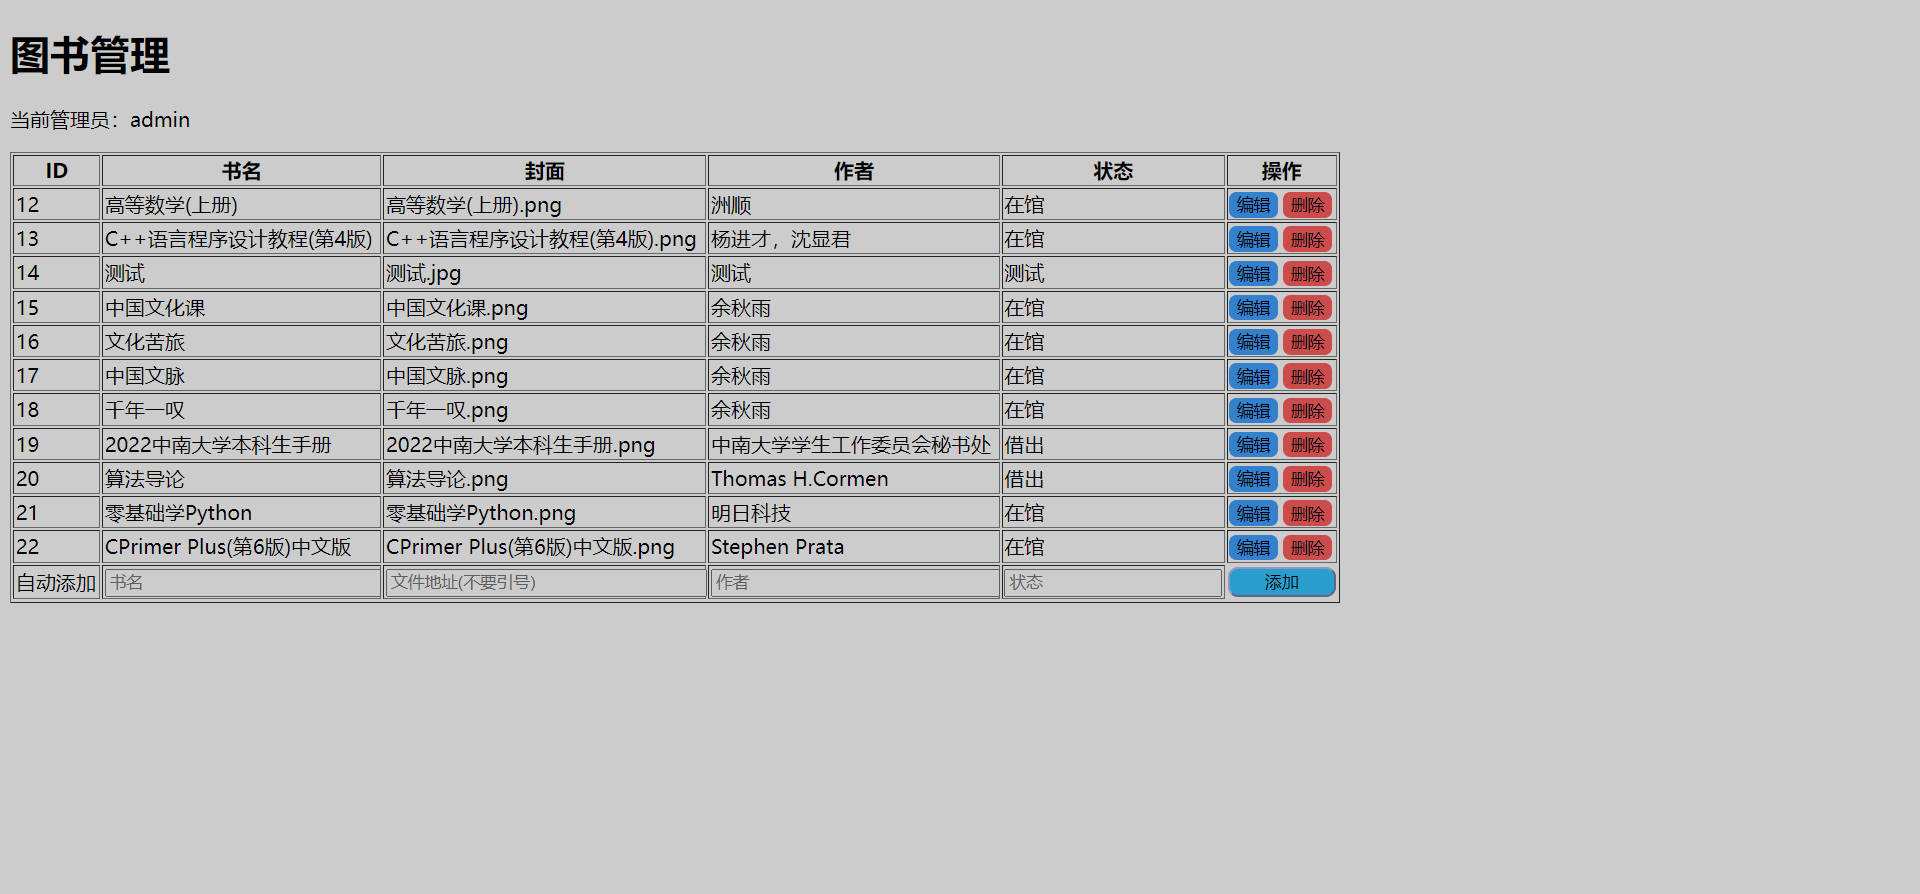 图书管理
当前管理员：admin
ID 书名 封面 作者 状态 操作
12 高等数学(上册) 高等数学(上册).png 洲顺 在馆 编辑 删除
13 C++语言程序设计教程(第4版) C++语言程序设计教程(第4版).png 杨进才，沈显君 在馆 编辑 删除
14 测试 测试.jpg 测试 测试 编辑 删除
15 中国文化课 中国文化课.png 余秋雨 在馆 编辑 删除
16 文化苦旅 文化苦旅.png 余秋雨 在馆 编辑 删除
17 中国文脉 中国文脉.png 余秋雨 在馆 编辑 删除
18 千年一叹 千年一叹.png 余秋雨 在馆 编辑 删除
19 2022中南大学本科生手册 2022中南大学本科生手册.png 中南大学学生工作委员会秘书处 借出 编辑 删除
20 算法导论 算法导论.png Thomas H.Cormen 借出 编辑 删除
21 零基础学Python 零基础学Python.png 明日科技 在馆 编辑 删除
22 CPrimer Plus(第6版)中文版 CPrimer Plus(第6版)中文版.png Stephen Prata 在馆 编辑 删除
自动添加 书名 文件地址(不要引号) 作者 状态 添加